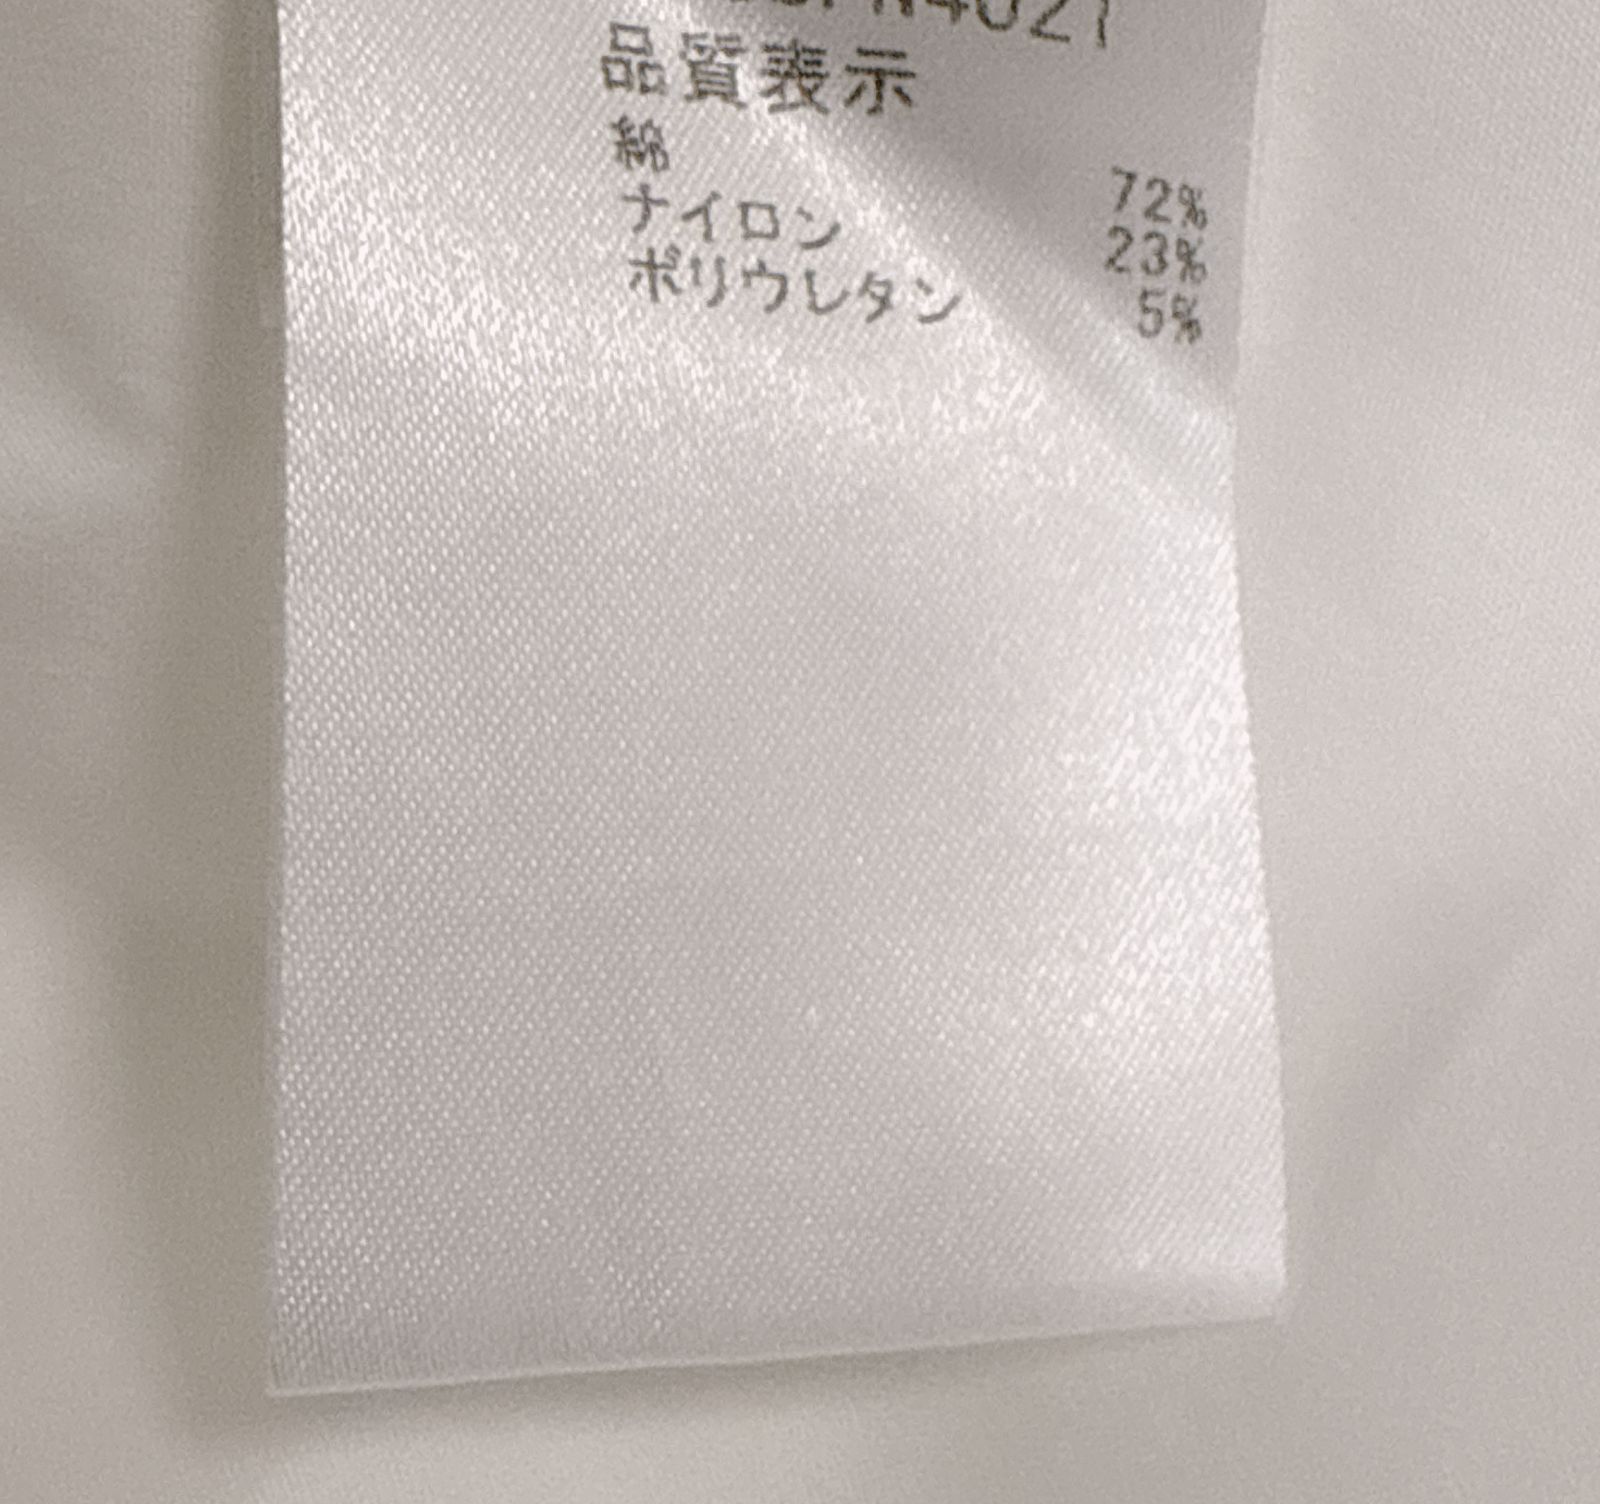 品質表示
綿 72%
ナイロン 23%
ポリウレタン 5%